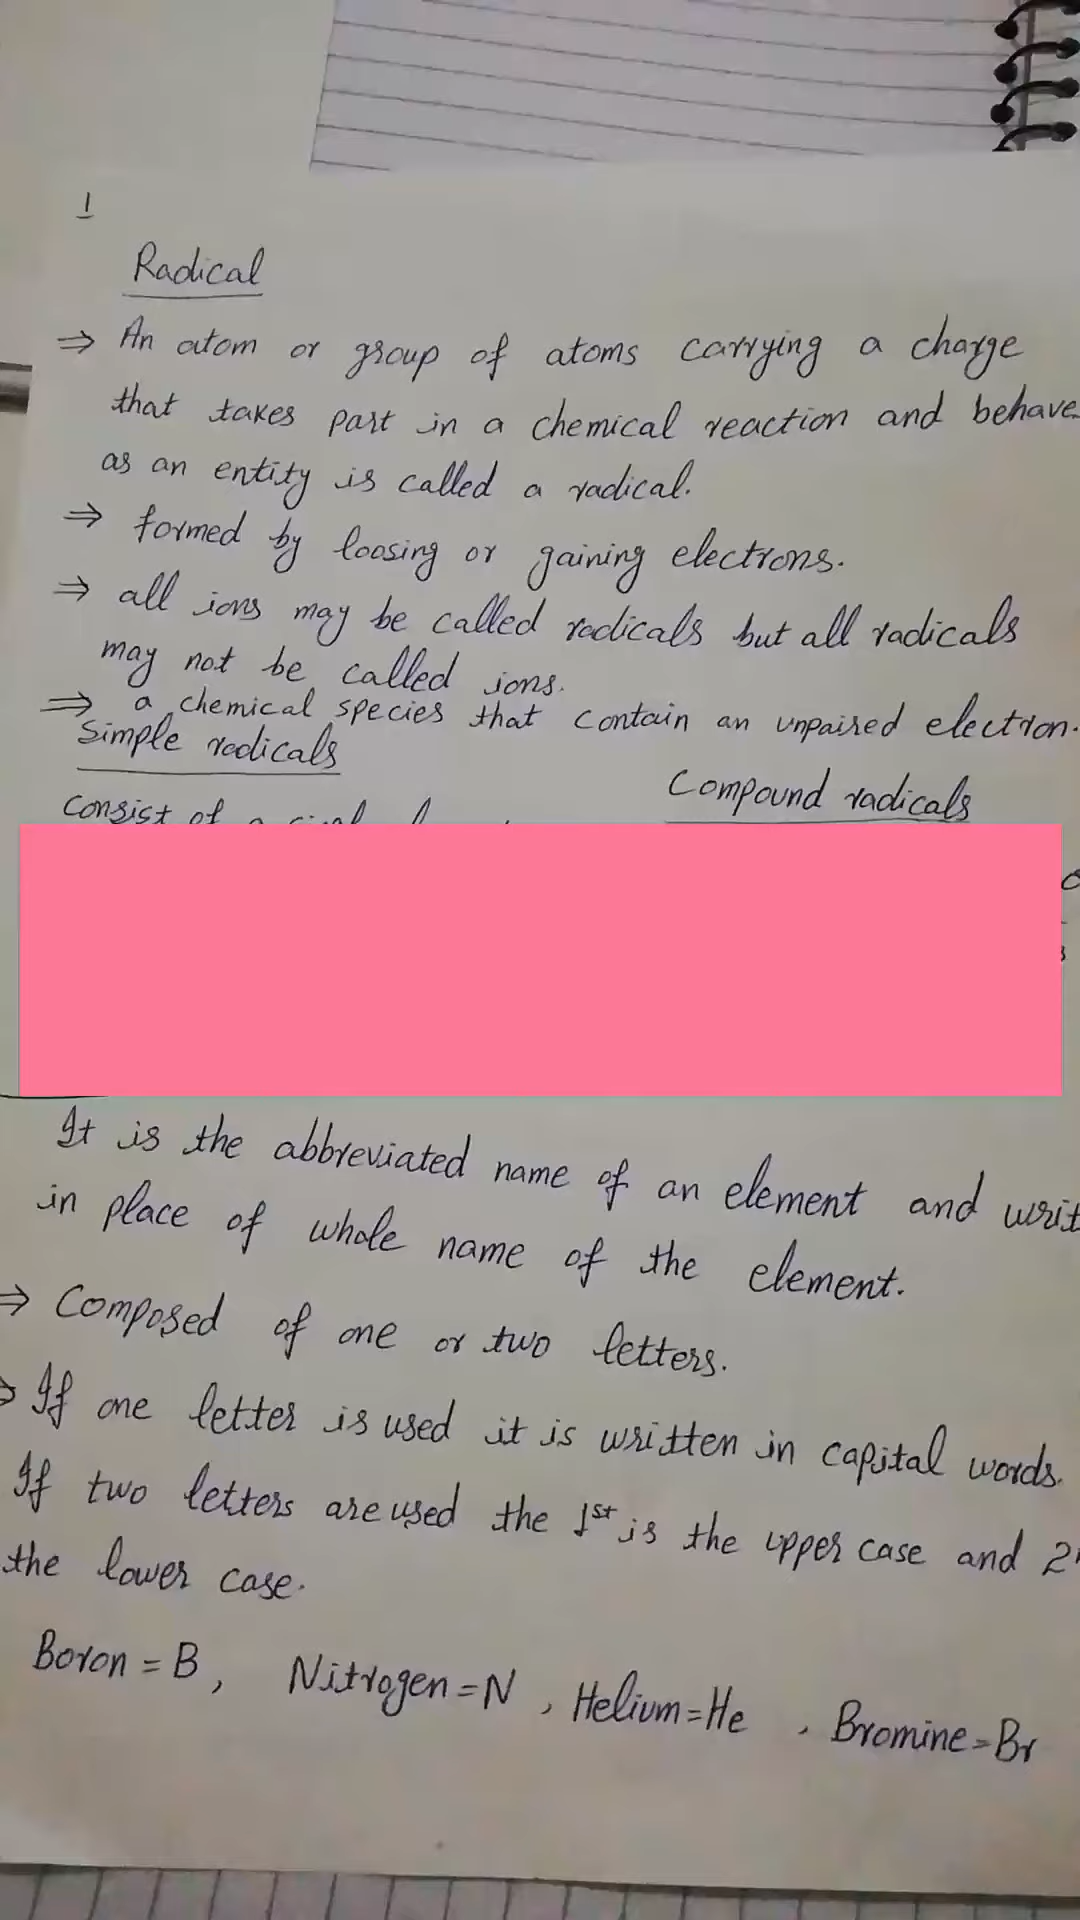 1
Radical
⇒ An atom or group of atoms carrying a charge
that takes part in a chemical reaction and behave
as an entity is called a radical.
⇒ formed by loosing or gaining electrons.
⇒ all ions may be called radicals but all radicals
may not be called ions.
⇒ a chemical species that contain an unpaired electron.
Simple radicals
Compound radicals
Consist of a
It is the abbreviated name of an element and writ
in place of whole name of the element.
⇒ Composed of one or two letters.
⇒ If one letter is used it is written in capital words.
If two letters are used the 1st is the upper case and 2
the lower case.
Boron = B, Nitrogen = N, Helium = He, Bromine = Br